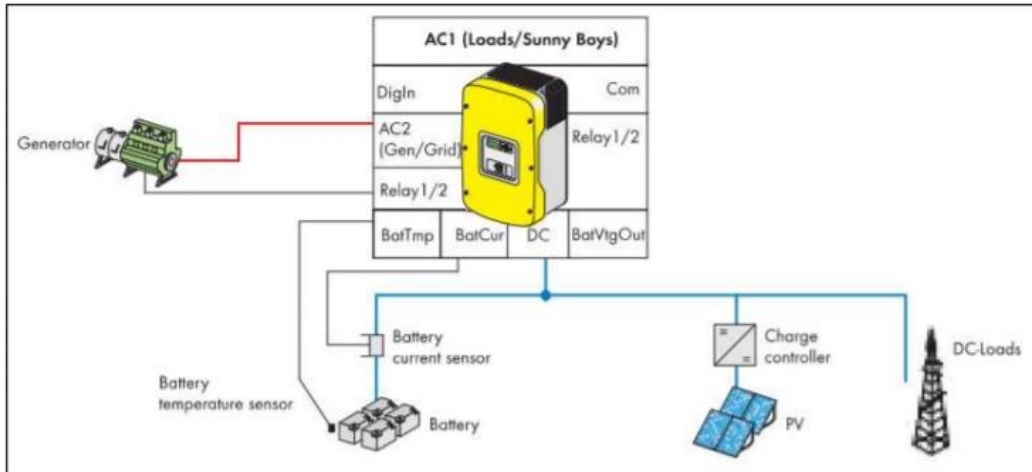 AC1 (Loads/Sunny Boys)
DigIn
Com
Generator
AC2
(Gen/Grid)
Relay1/2
Relay1/2
BatTmp
BatCur
DC
BatVtgOut
Battery
current sensor
Charge
controller
DC-Loads
Battery
temperature sensor
Battery
PV